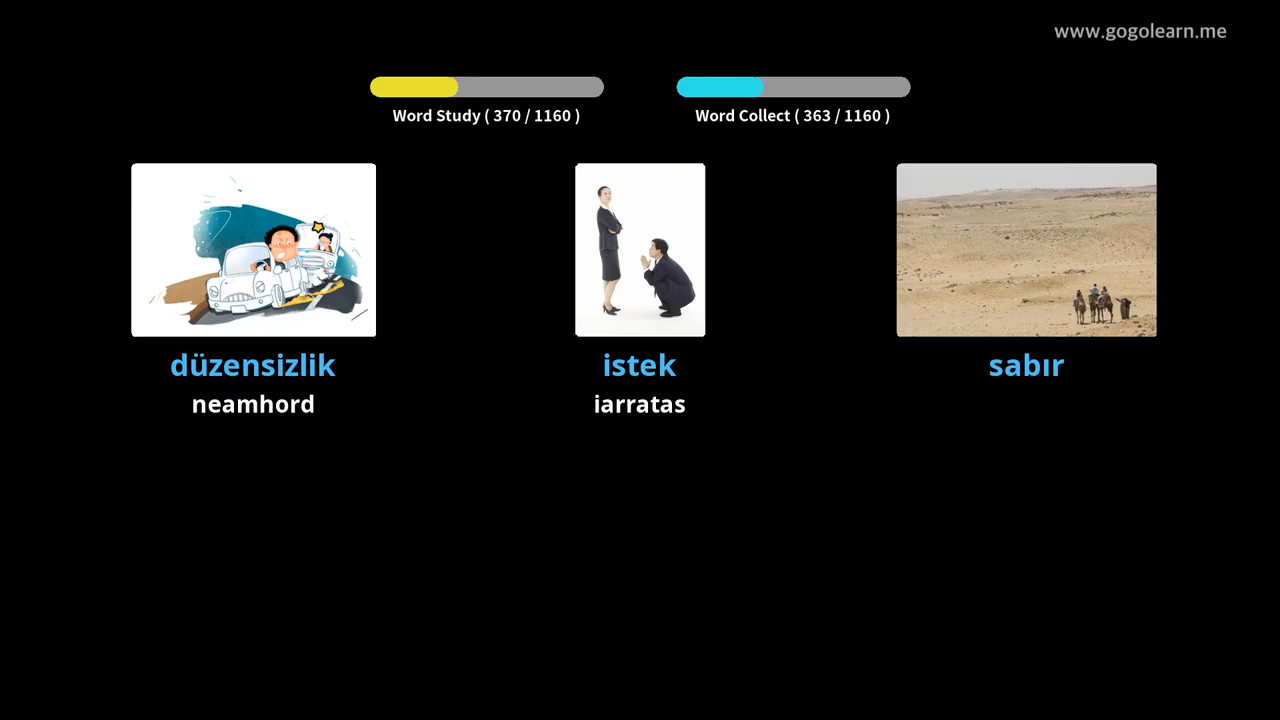 www.gogolearn.me
Word Study ( 370 / 1160 )
Word Collect ( 363 / 1160 )
düzensizlik
neamhord
istek
iarratas
sabır